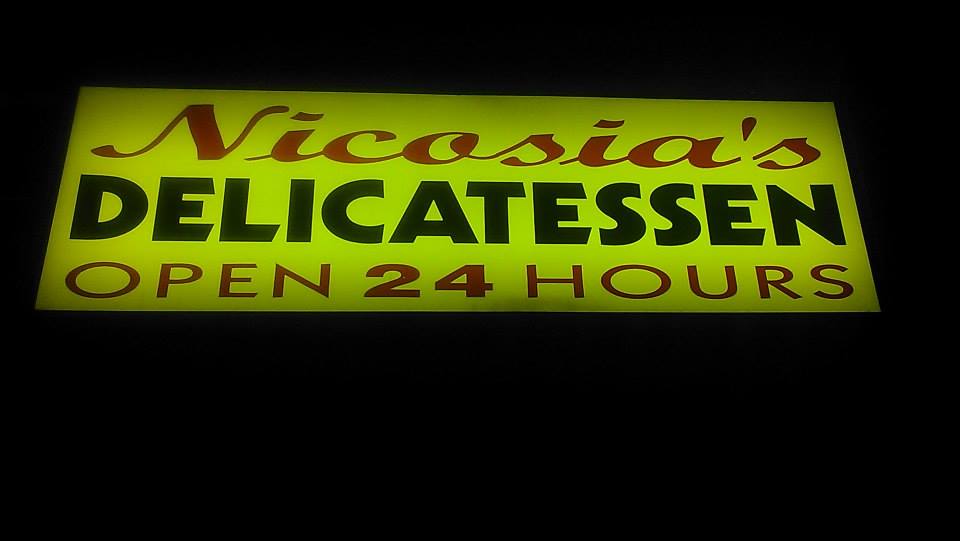 Nicosia's
DELICATESSEN
OPEN 24 HOURS